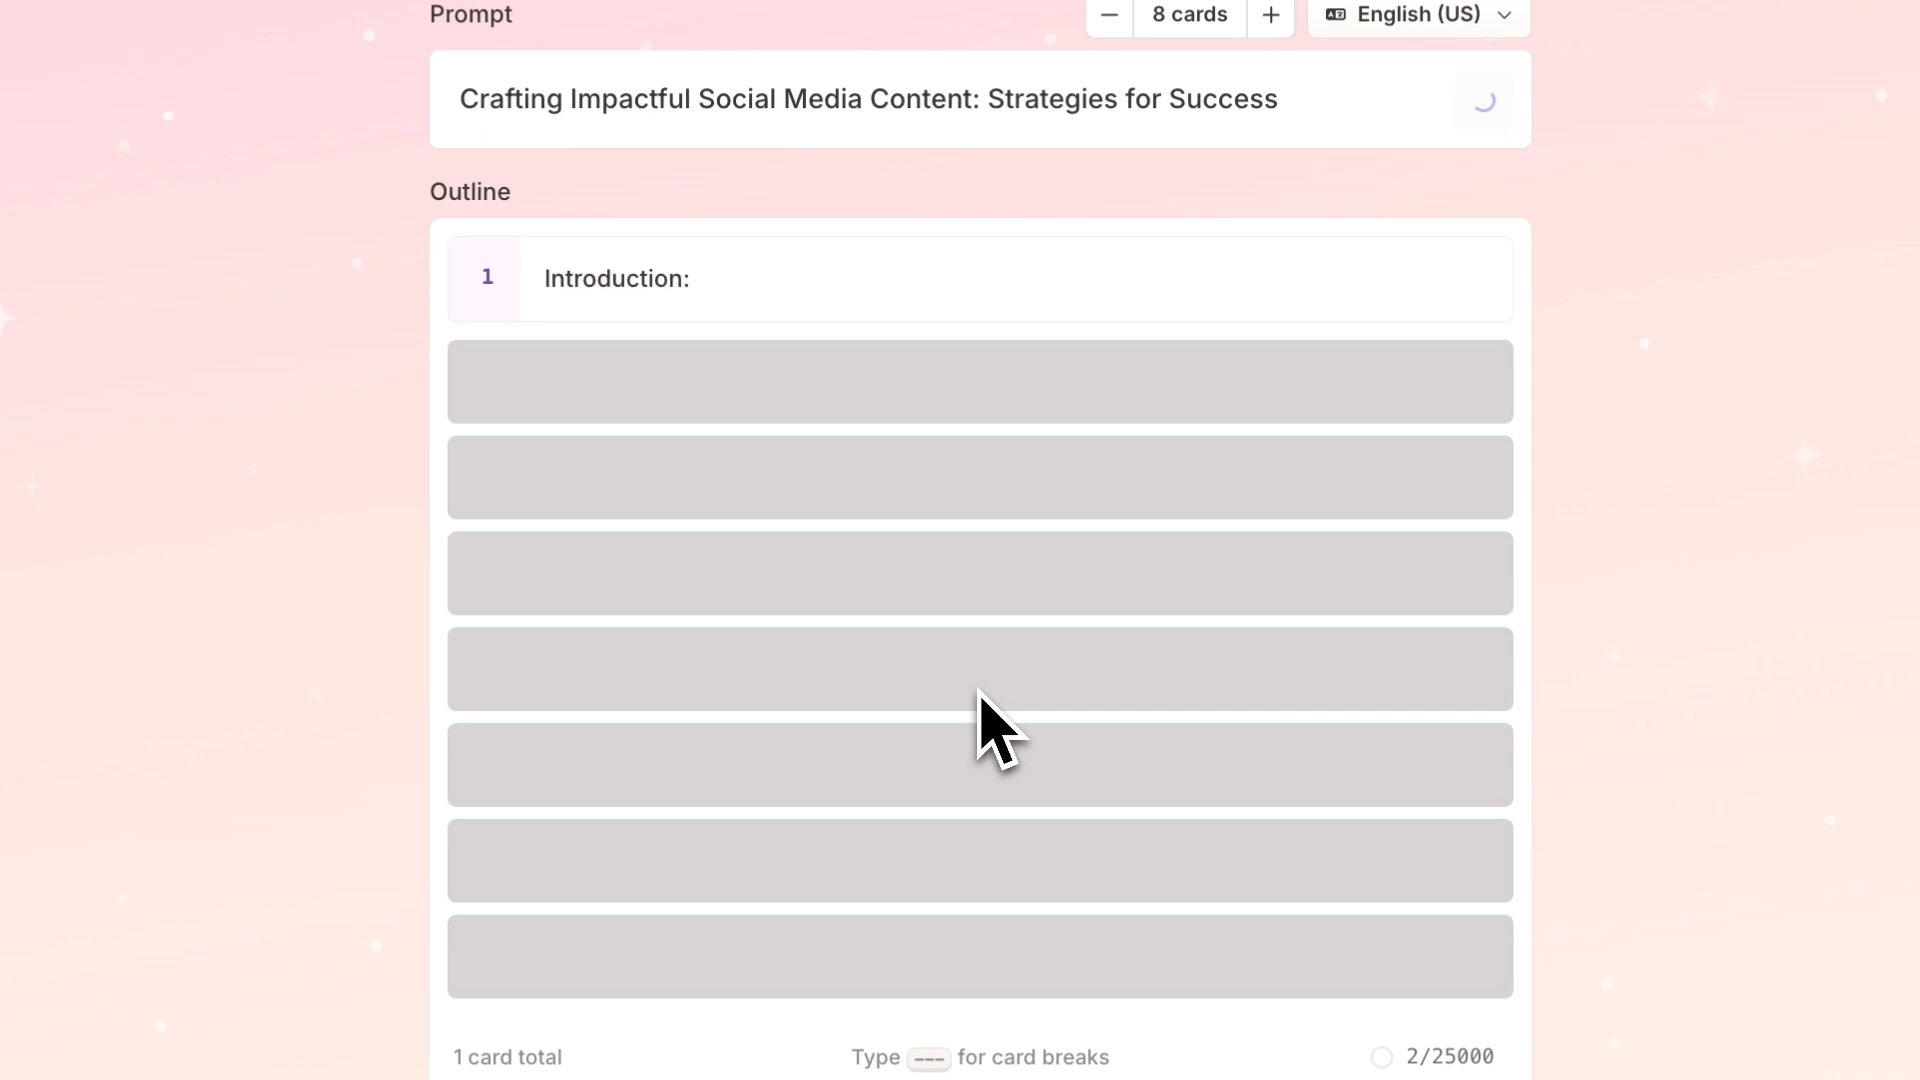 Prompt
8 cards
English (US)
Crafting Impactful Social Media Content: Strategies for Success
Outline
1 Introduction:
1 card total
Type --- for card breaks
2/25000